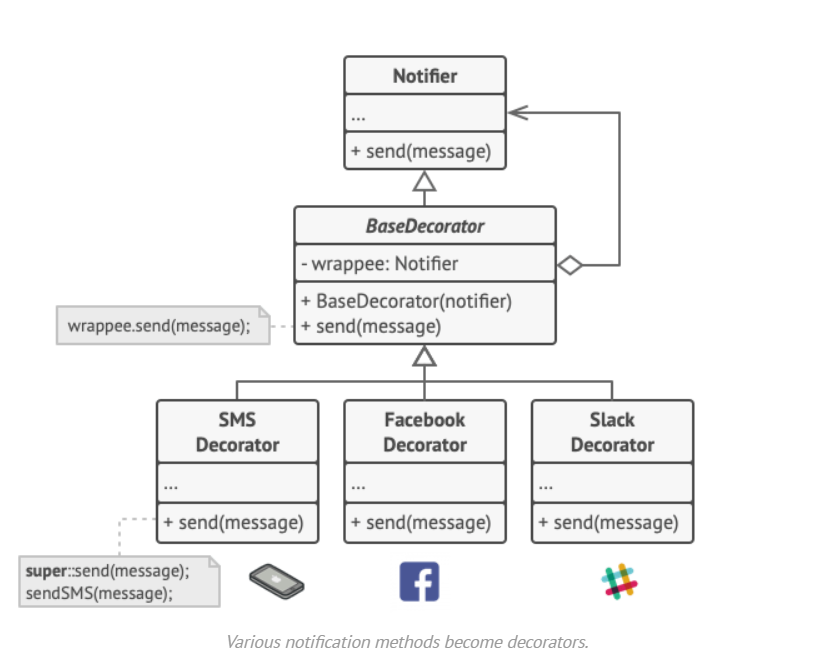 Notifier
...
+ send(message)
BaseDecorator
- wrappee: Notifier
+ BaseDecorator(notifier)
+ send(message)
wrappee.send(message);
SMS
Decorator
...
+ send(message)
Facebook
Decorator
...
+ send(message)
Slack
Decorator
...
+ send(message)
super::send(message);
sendSMS(message);
Various notification methods become decorators.